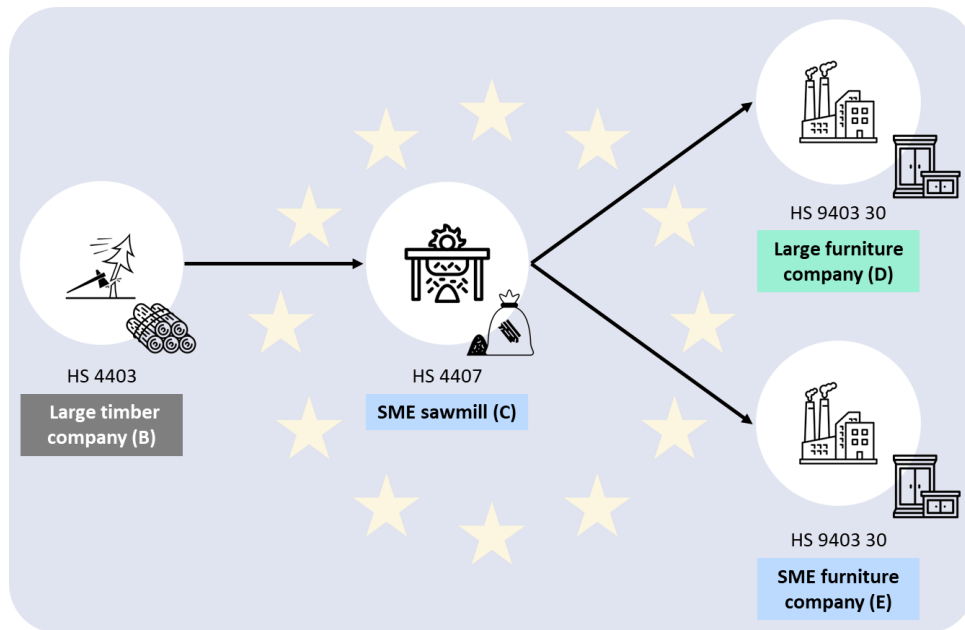 HS 4403
Large timber
company (B)
HS 4407
SME sawmill (C)
HS 9403 30
Large furniture
company (D)
HS 9403 30
SME furniture
company (E)